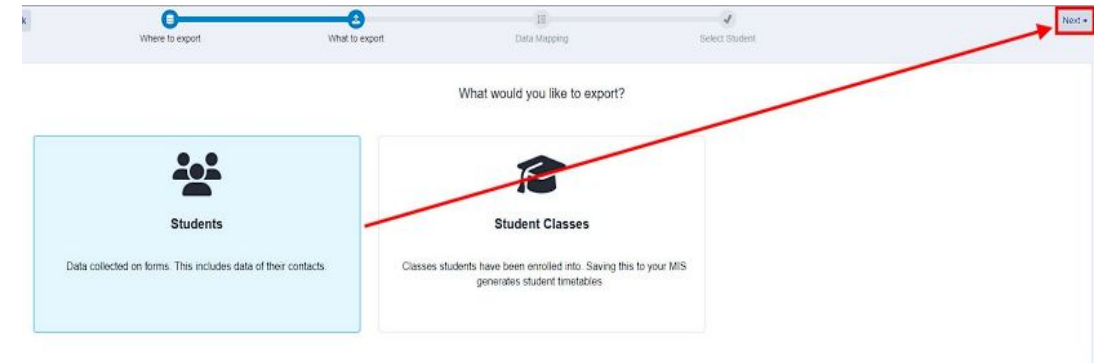 k
Next
Where to export
What to export
Data Mapping
Select Student
What would you like to export?
Students
Data collected on forms. This includes data of their contacts
Student Classes
Classes students have been enrolled into. Saving this to your MIS
generates student timetables